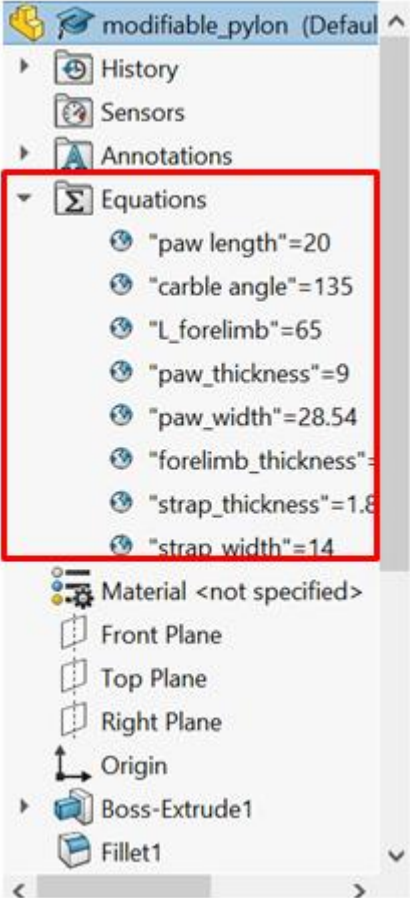 modifiable_pylon (Defaul
History
Sensors
Annotations
Equations
"paw length"=20
"carble angle"=135
"L_forelimb"=65
"paw_thickness"=9
"paw_width"=28.54
"forelimb_thickness"=
"strap_thickness"=1.8
"strap_width"=14
Material <not specified>
Front Plane
Top Plane
Right Plane
Origin
Boss-Extrude1
Fillet1